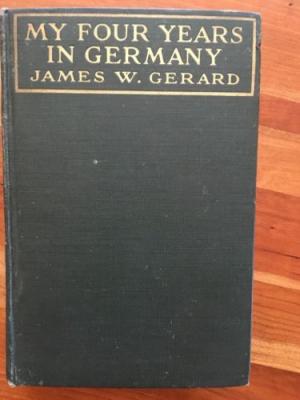 MY FOUR YEARS
IN GERMANY
JAMES W. GERARD